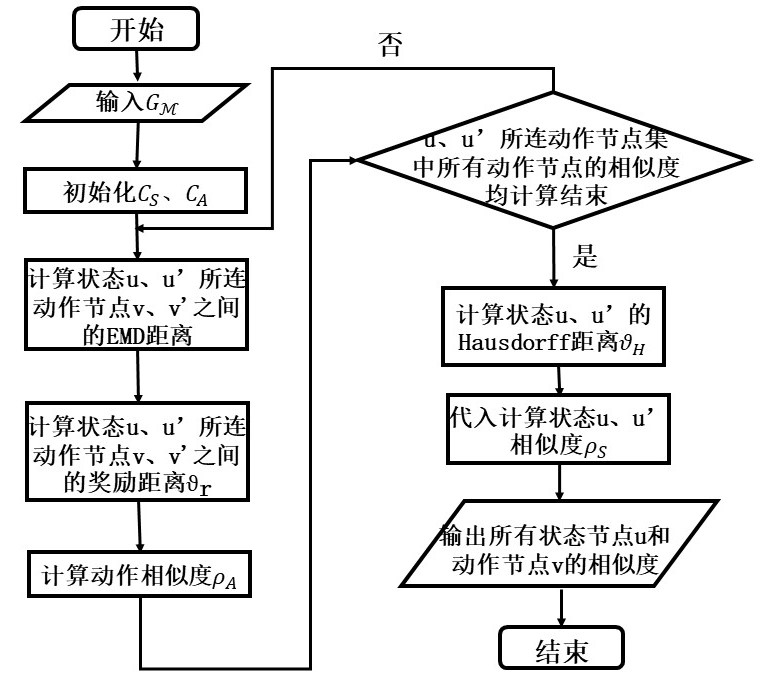 开始
输入G_M
初始化C_S、C_A
计算状态u、u’所连
动作节点v、v'之间
的EMD距离
计算状态u、u’所连
动作节点v、v'之间
的奖励距离ϑr
计算动作相似度ρ_A
否
u、u’所连动作节点集
中所有动作节点的相似度
均计算结束
是
计算状态u、u’的
Hausdorff距离ϑ_H
代入计算状态u、u’
相似度ρ_S
输出所有状态节点u和
动作节点v的相似度
结束